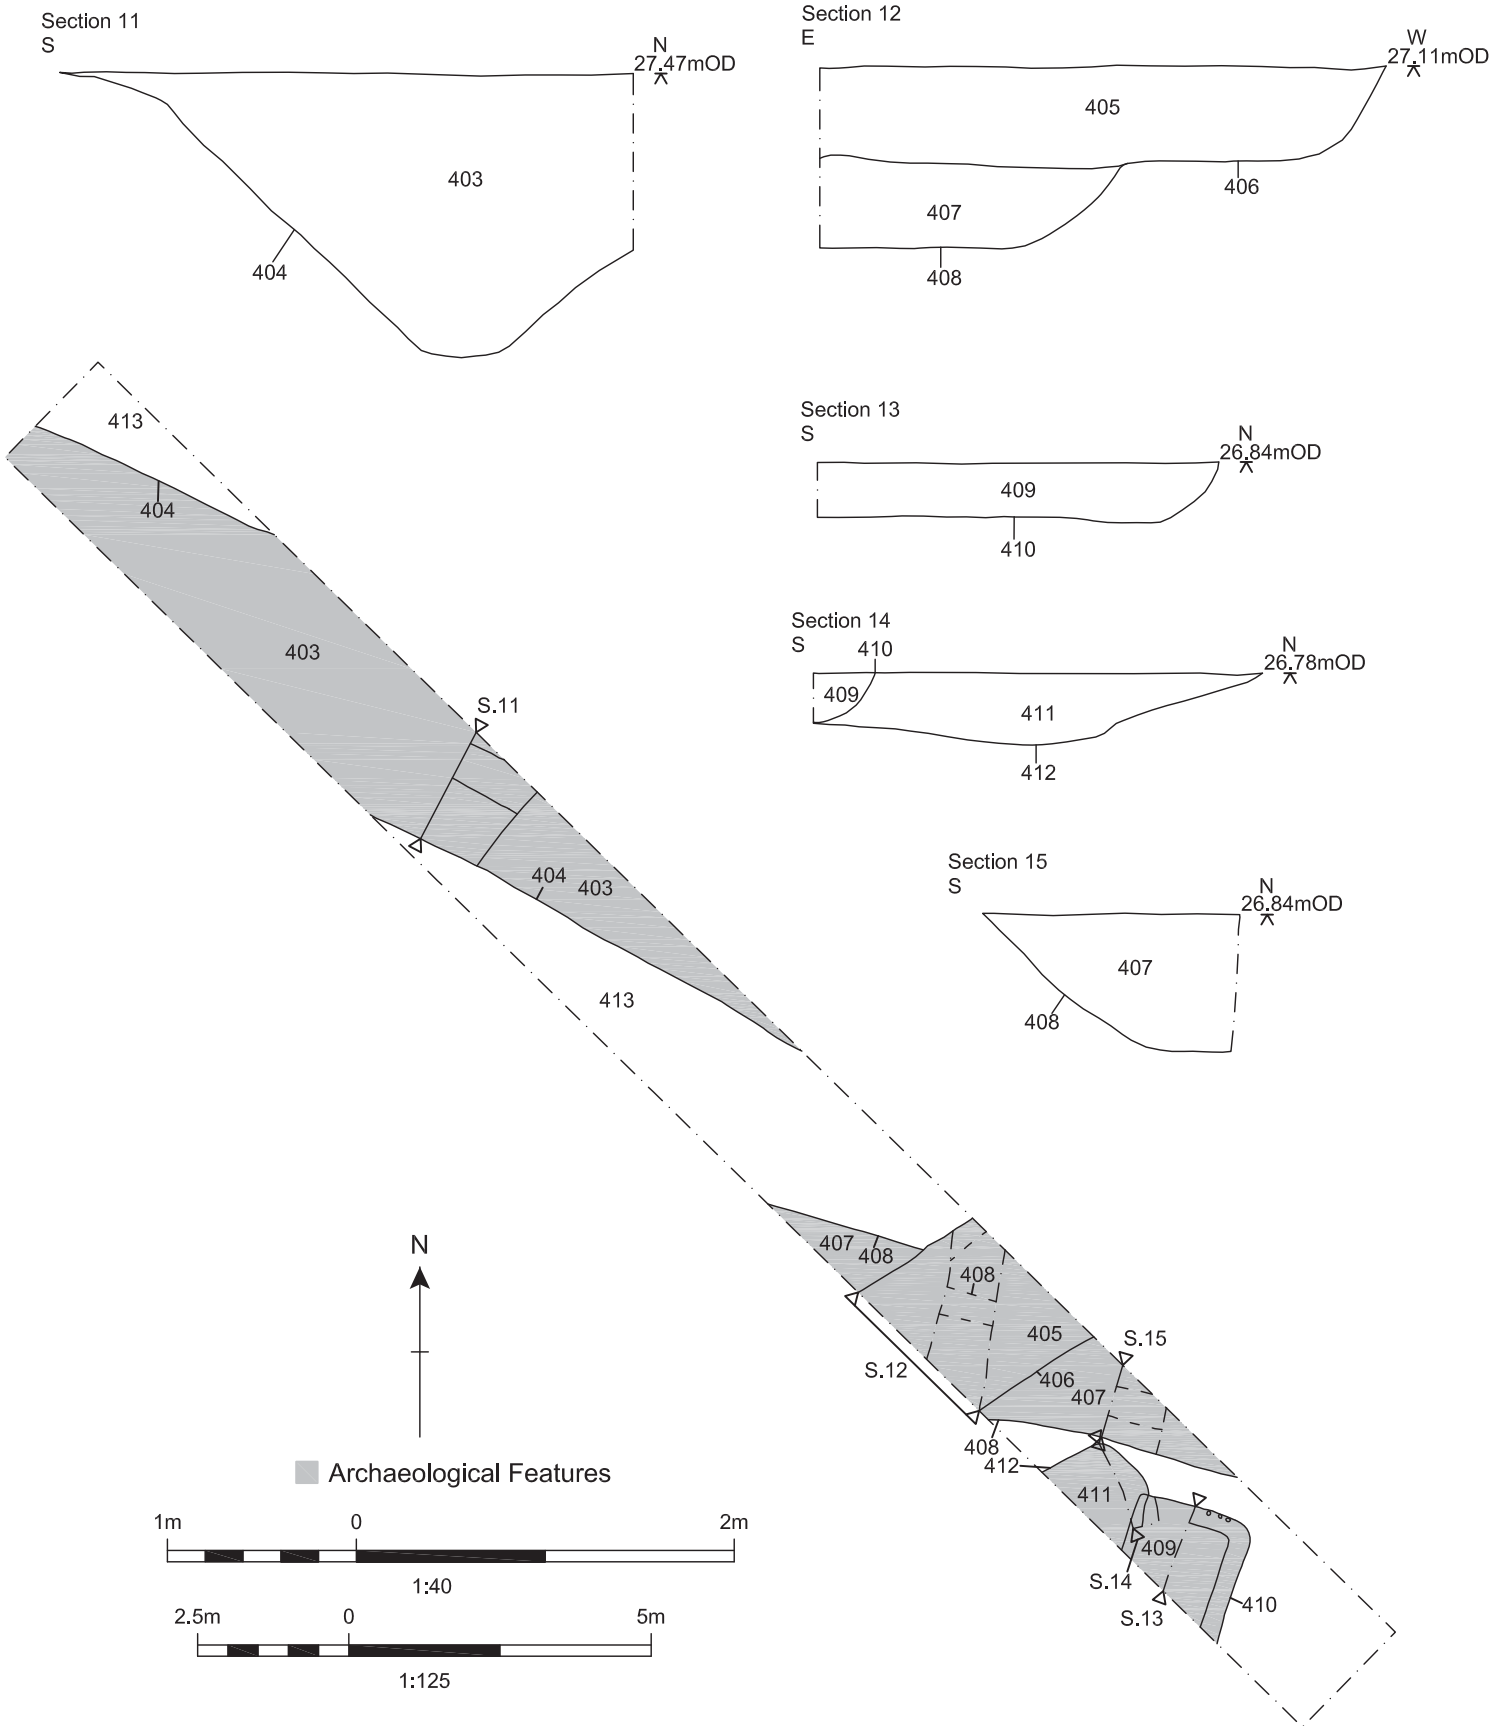 Section 11
S
N
27.47mOD
403
404
Section 12
E
W
27.11mOD
405
406
407
408
Section 13
S
N
26.84mOD
409
410
Section 14
S
410
N
26.78mOD
409
411
412
Section 15
S
N
26.84mOD
407
408
413
404
403
S.11
404
403
413
407
408
408
405
S.15
S.12
406
407
408
412
411
409
S.14
S.13
410
N
Archaeological Features
1m 0 2m
1:40
2.5m 0 5m
1:125